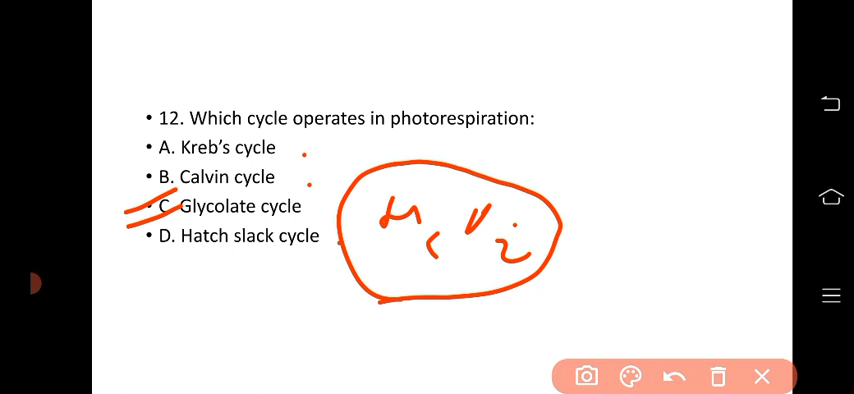 • 12. Which cycle operates in photorespiration:
• A. Kreb's cycle
• B. Calvin cycle
• C. Glycolate cycle
• D. Hatch slack cycle